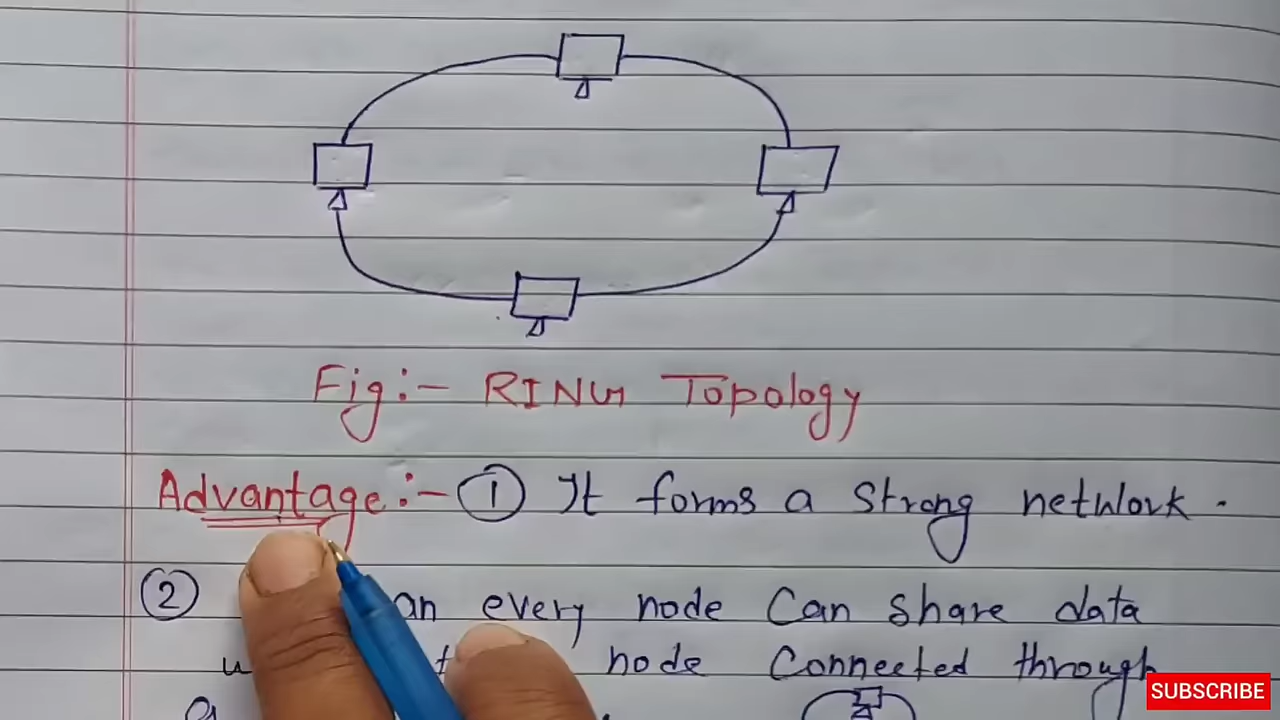 Fig:- RING Topology
Advantage:- ① It forms a strong network.
② an every node Can share data
node Connected through
SUBSCRIBE